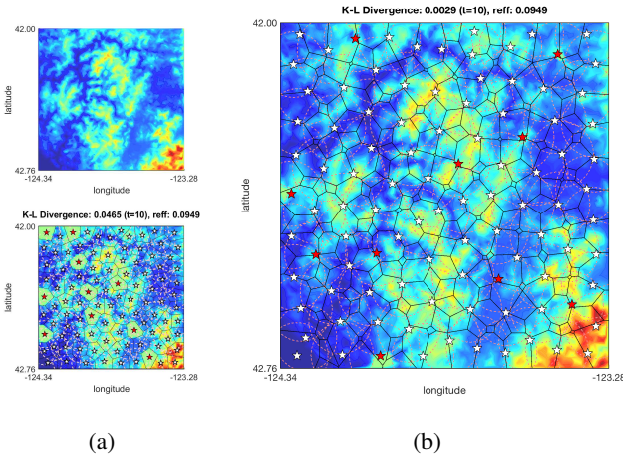 42.00
latitude
42.76
-124.34
-123.28
longitude
K-L Divergence: 0.0465 (t=10), reff: 0.0949
42.00
latitude
42.76
-124.34
-123.28
longitude
(a)
K-L Divergence: 0.0029 (t=10), reff: 0.0949
42.00
latitude
42.76
-124.34
-123.28
longitude
(b)